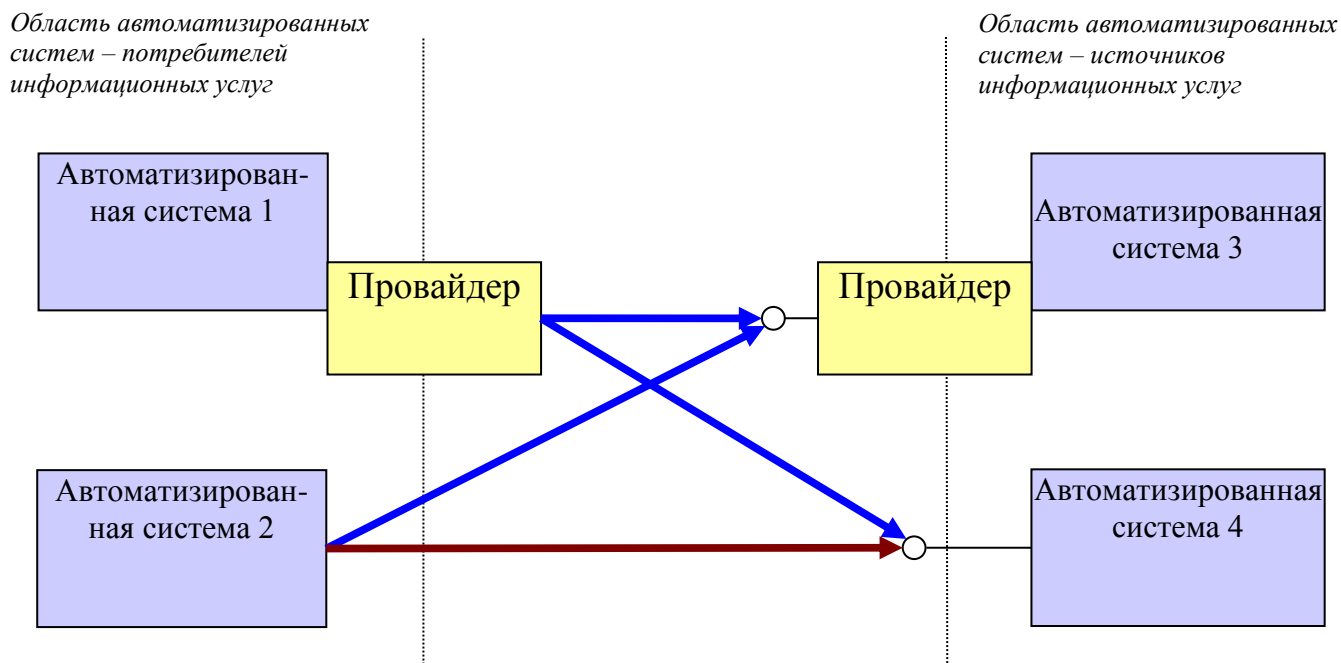 Область автоматизированных
систем – потребителей
информационных услуг
Область автоматизированных
систем – источников
информационных услуг
Автоматизирован-
ная система 1
Провайдер
Провайдер
Автоматизированная
система 3
Автоматизирован-
ная система 2
Автоматизированная
система 4